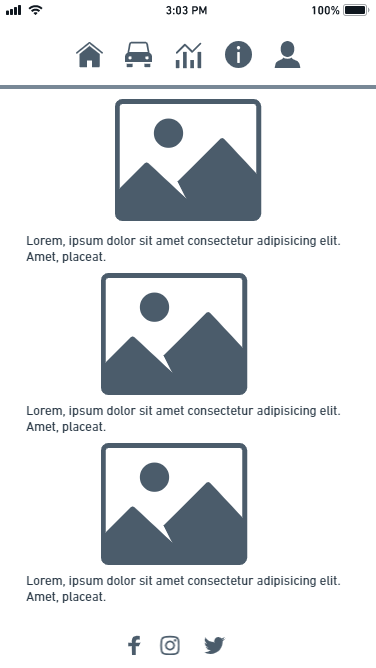 3:03 PM
100%
Lorem, ipsum dolor sit amet consectetur adipisicing elit.
Amet, placeat.
Lorem, ipsum dolor sit amet consectetur adipisicing elit.
Amet, placeat.
Lorem, ipsum dolor sit amet consectetur adipisicing elit.
Amet, placeat.